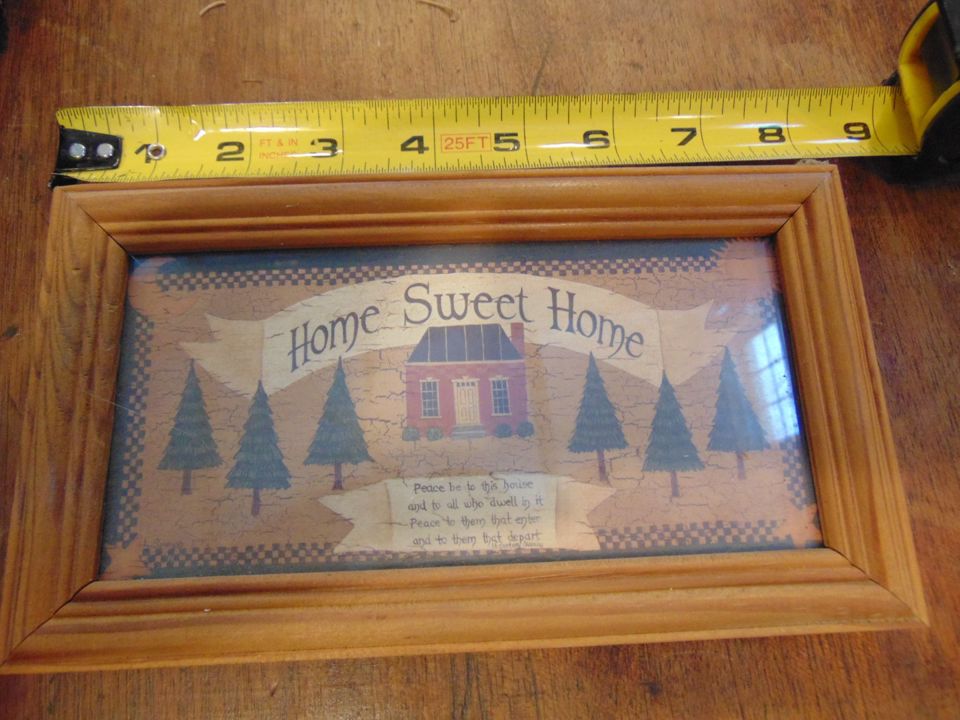 1 2 FT & IN 3 4 25FT 5 6 7 8 9
INCHES
Home Sweet Home
Peace be to this house
and to all who dwell in it
Peace to them that enter
and to them that depart